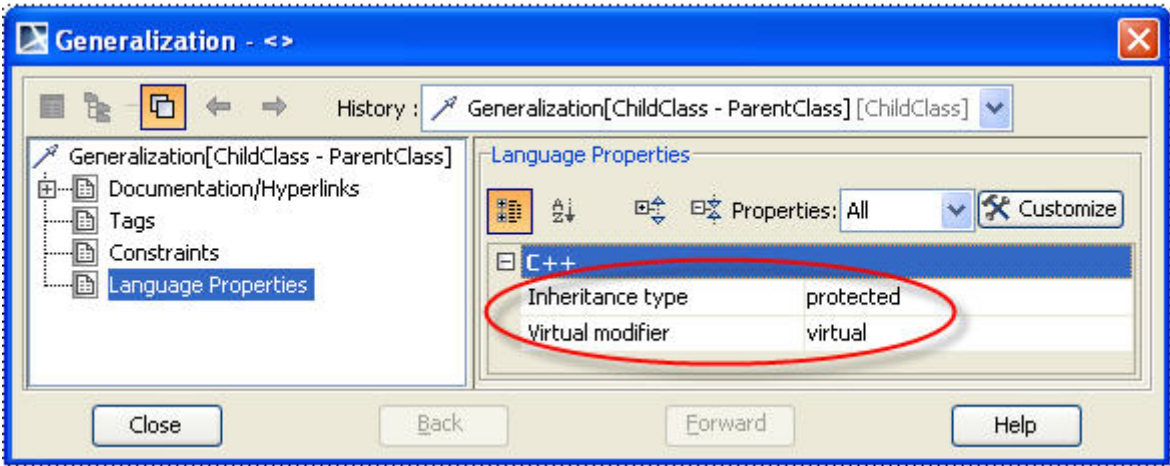 Generalization - <>
History : Generalization[ChildClass - ParentClass] [ChildClass]
Generalization[ChildClass - ParentClass]
Documentation/Hyperlinks
Tags
Constraints
Language Properties
Language Properties
Properties: All Customize
C++
Inheritance type protected
Virtual modifier virtual
Close Back Forward Help